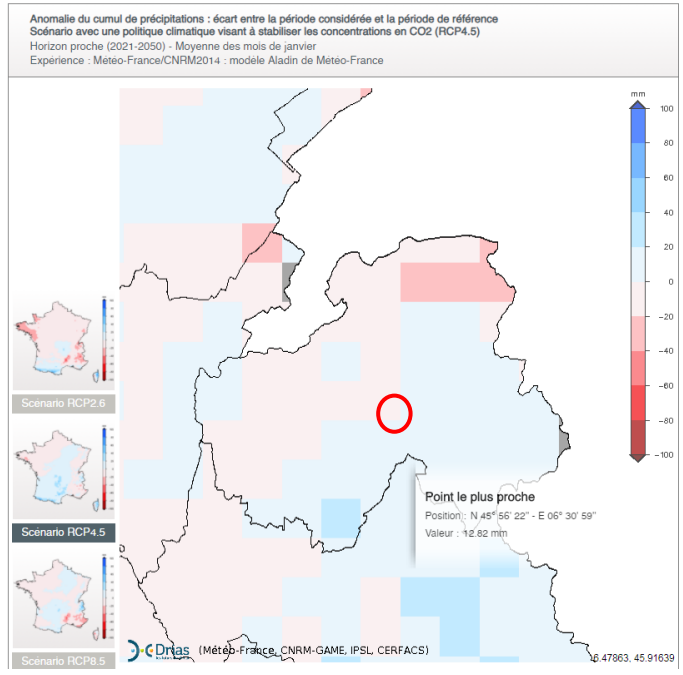 Anomalie du cumul de précipitations : écart entre la période considérée et la période de référence
Scénario avec une politique climatique visant à stabiliser les concentrations en CO2 (RCP4.5)
Horizon proche (2021-2050) - Moyenne des mois de janvier
Expérience : Météo-France/CNRM2014 : modèle Aladin de Météo-France
mm
100
80
60
40
20
0
−20
−40
−60
−80
−100
Scénario RCP2.6
Scénario RCP4.5
Scénario RCP8.5
Point le plus proche
Position : N 45° 56' 22" - E 06° 30' 59"
Valeur : 12.82 mm
Drias
(Météo-France, CNRM-GAME, IPSL, CERFACS)
6.47863, 45.91639